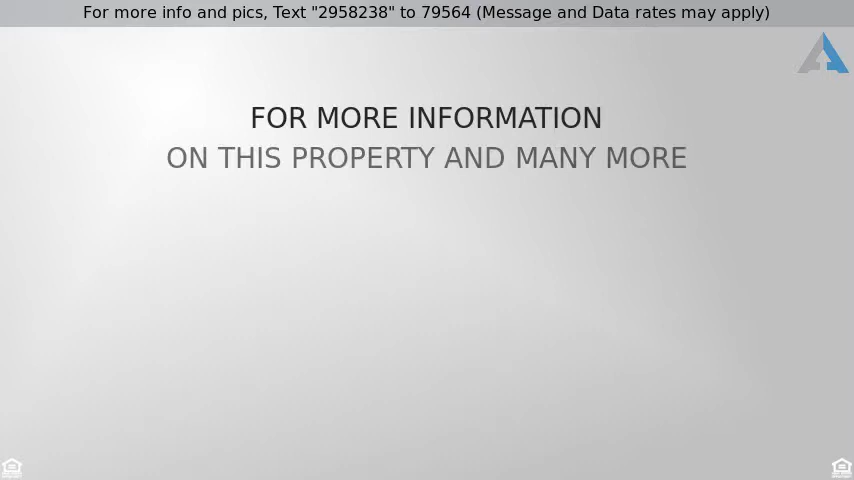 For more info and pics, Text "2958238" to 79564 (Message and Data rates may apply)
FOR MORE INFORMATION
ON THIS PROPERTY AND MANY MORE